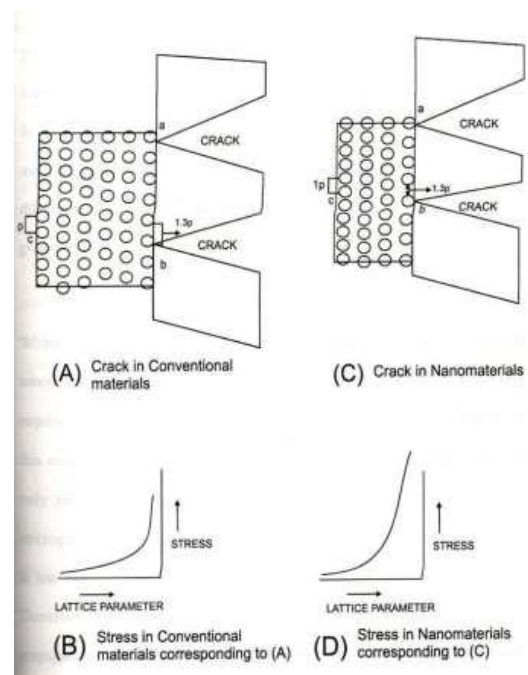 a
CRACK
p
c
1.3p
CRACK
b
(A) Crack in Conventional
materials
a
CRACK
1p
c
1.3p
b
CRACK
(C) Crack in Nanomaterials
STRESS
LATTICE PARAMETER
(B) Stress in Conventional
materials corresponding to (A)
STRESS
LATTICE PARAMETER
(D) Stress in Nanomaterials
corresponding to (C)